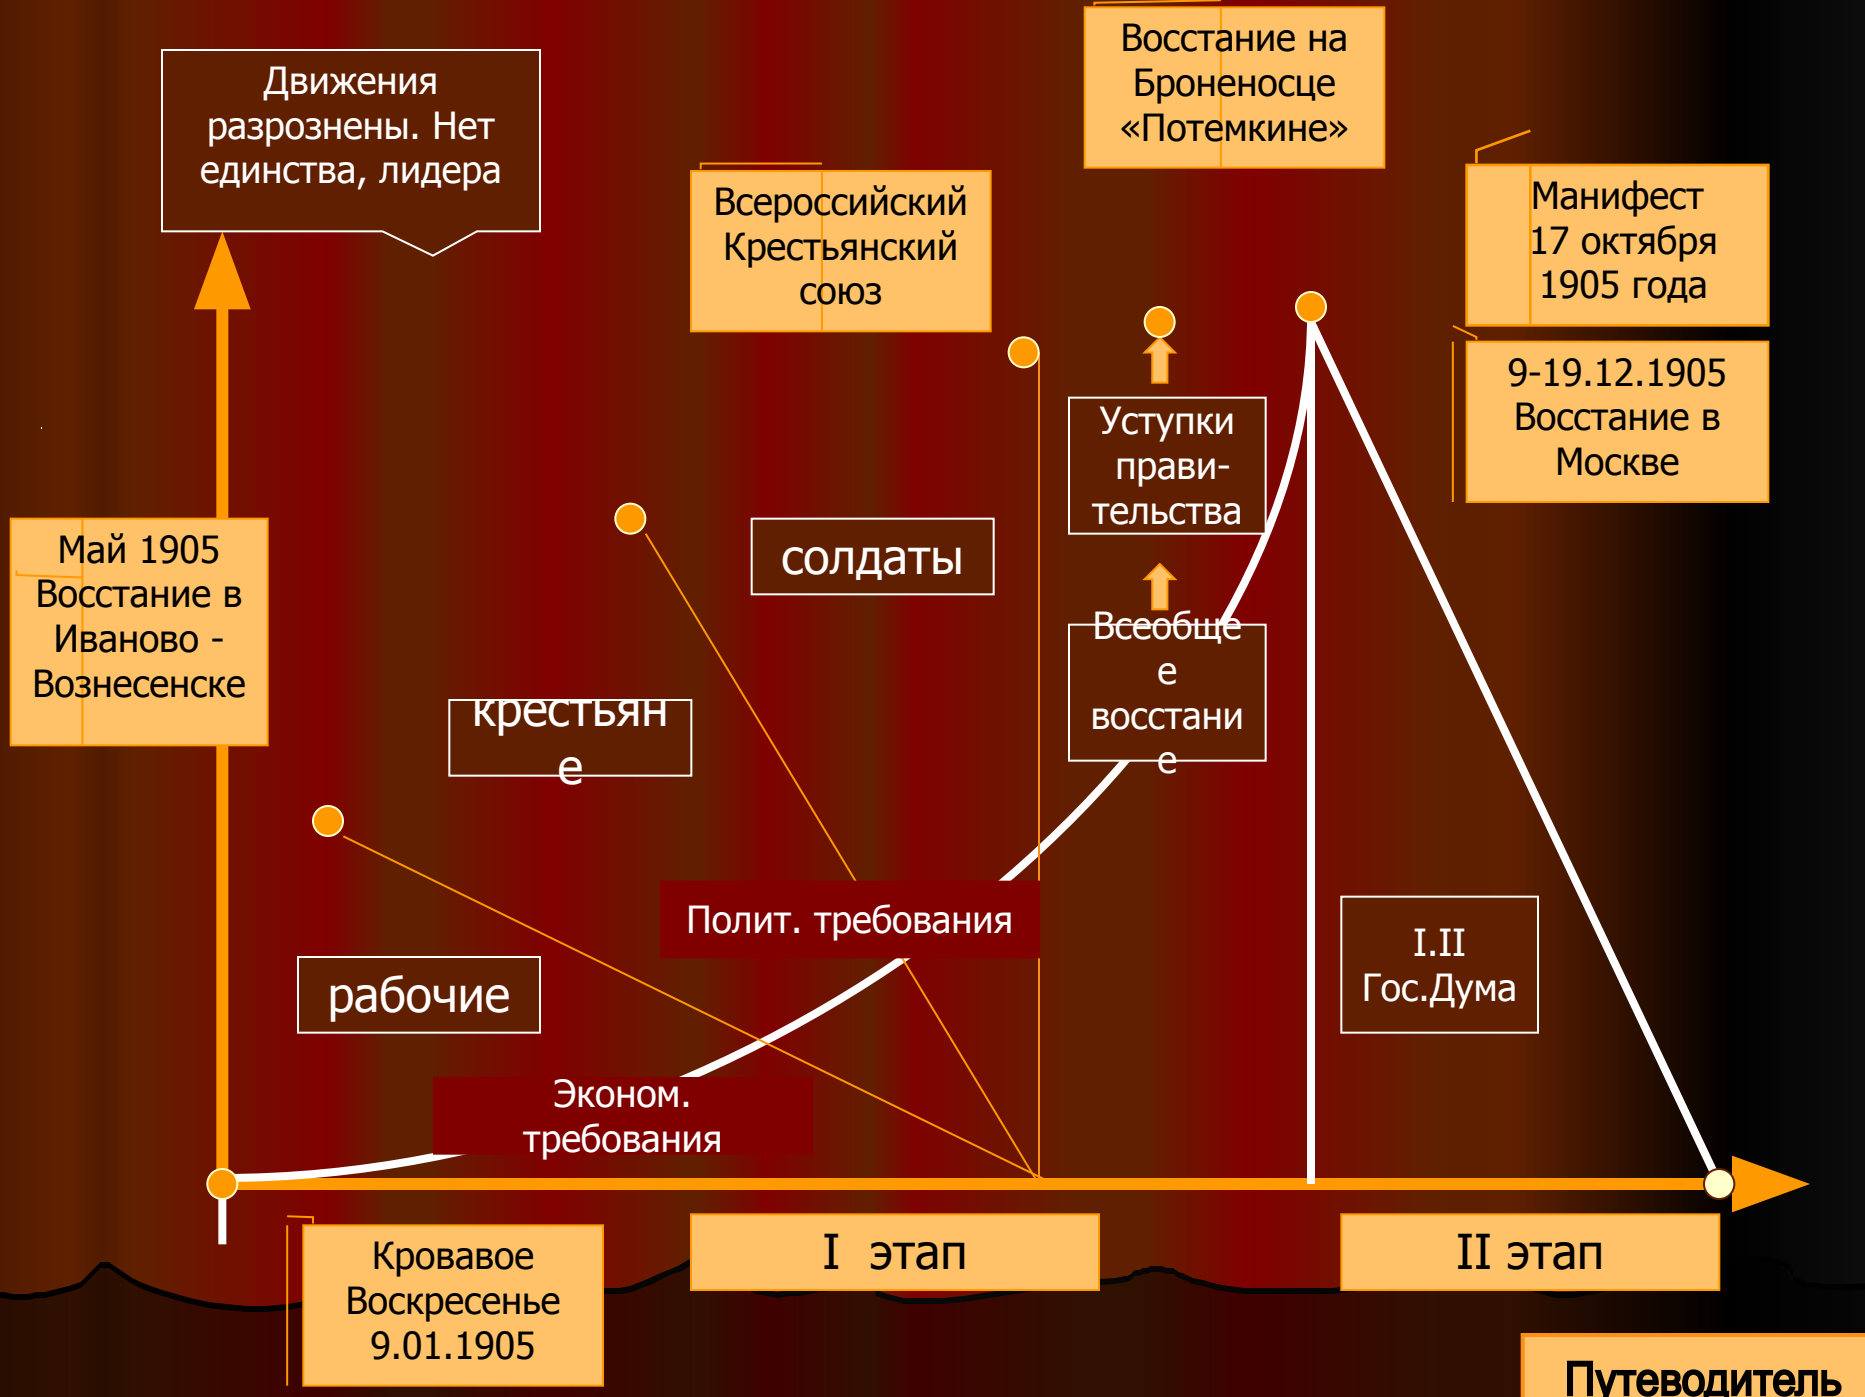 Восстание на
Броненосце
«Потемкине»
Движения
разрознены. Нет
единства, лидера
Всероссийский
Крестьянский
союз
Манифест
17 октября
1905 года
9-19.12.1905
Восстание в
Москве
Уступки
прави-
тельства
солдаты
Май 1905
Восстание в
Иваново -
Вознесенске
Всеобще
е
восстани
е
крестьян
е
Полит. требования
рабочие
I.II
Гос.Дума
Эконом.
требования
Кровавое
Воскресенье
9.01.1905
I этап
II этап
Путеводитель